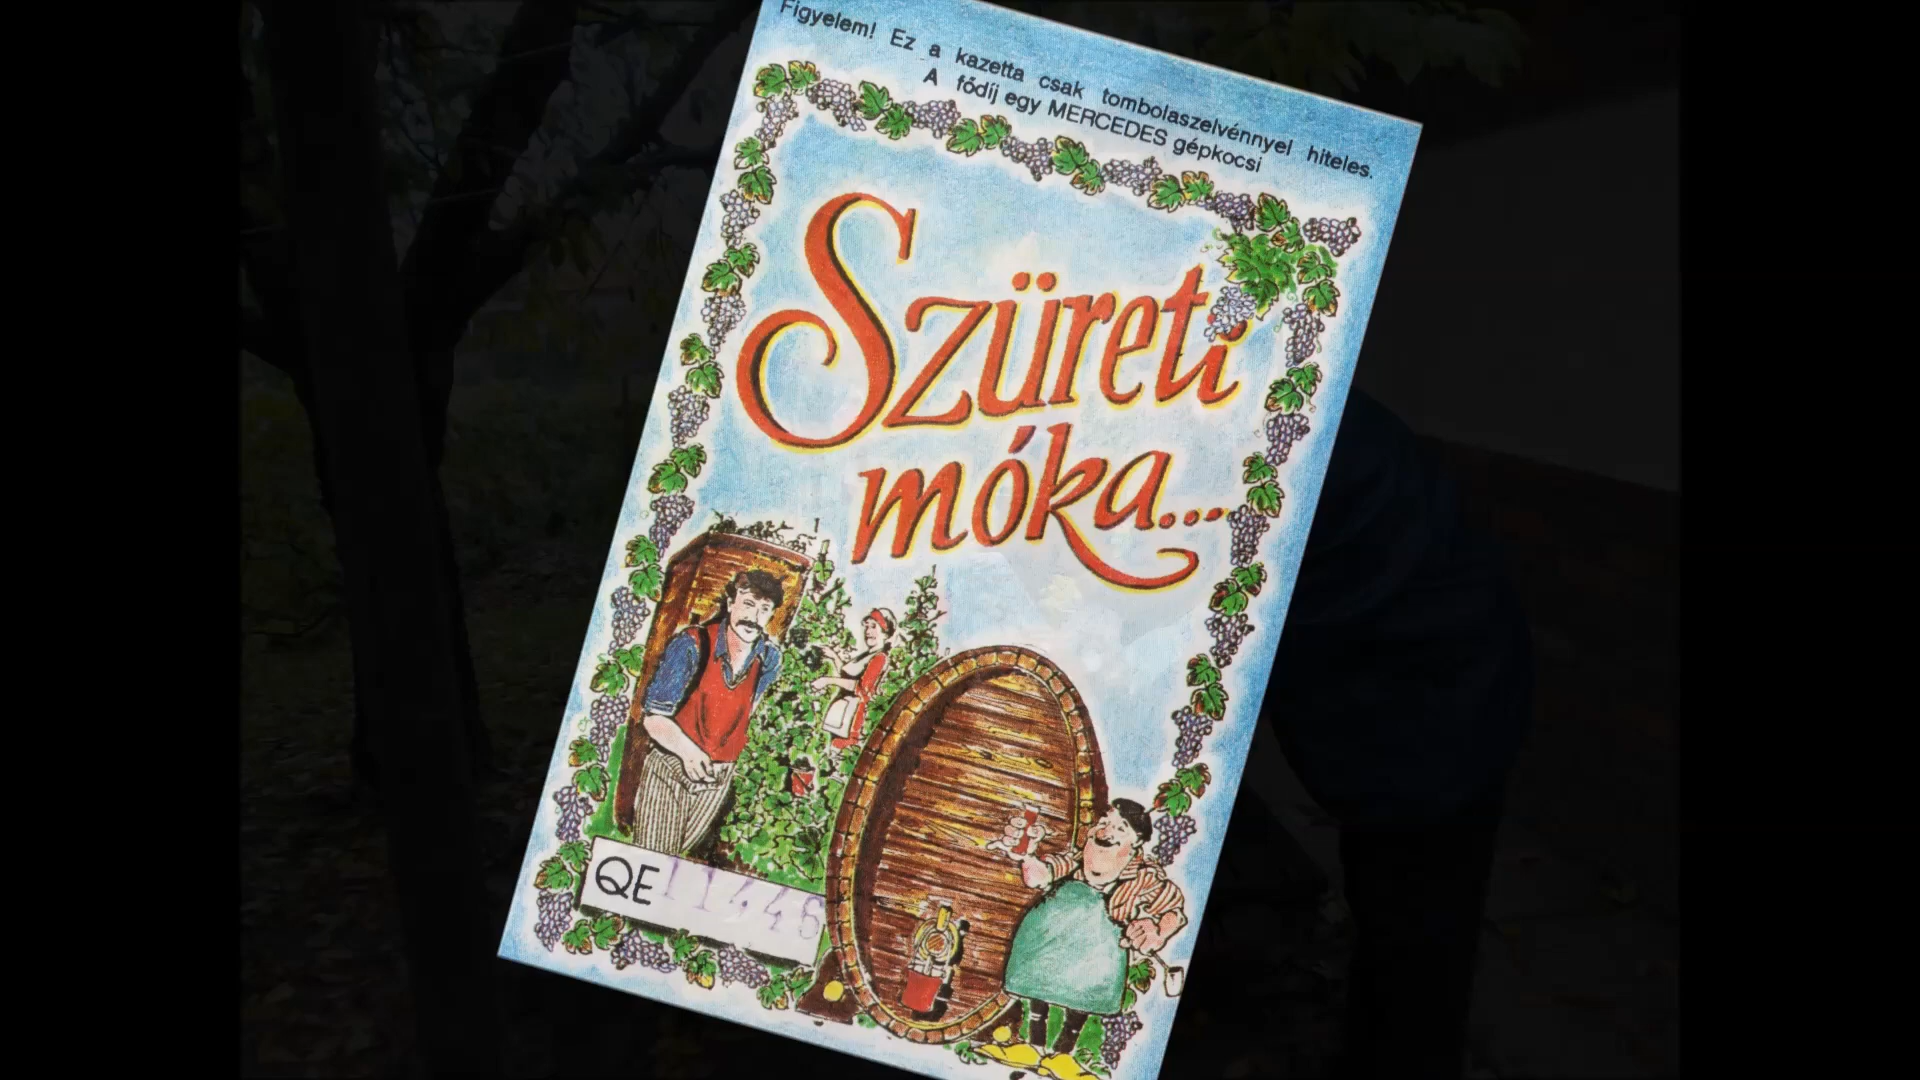 Figyelem! Ez a kazetta csak tombolaszelvénnyel hiteles.
A fődíj egy MERCEDES gépkocsi
Szüreti
móka...
QE 11446